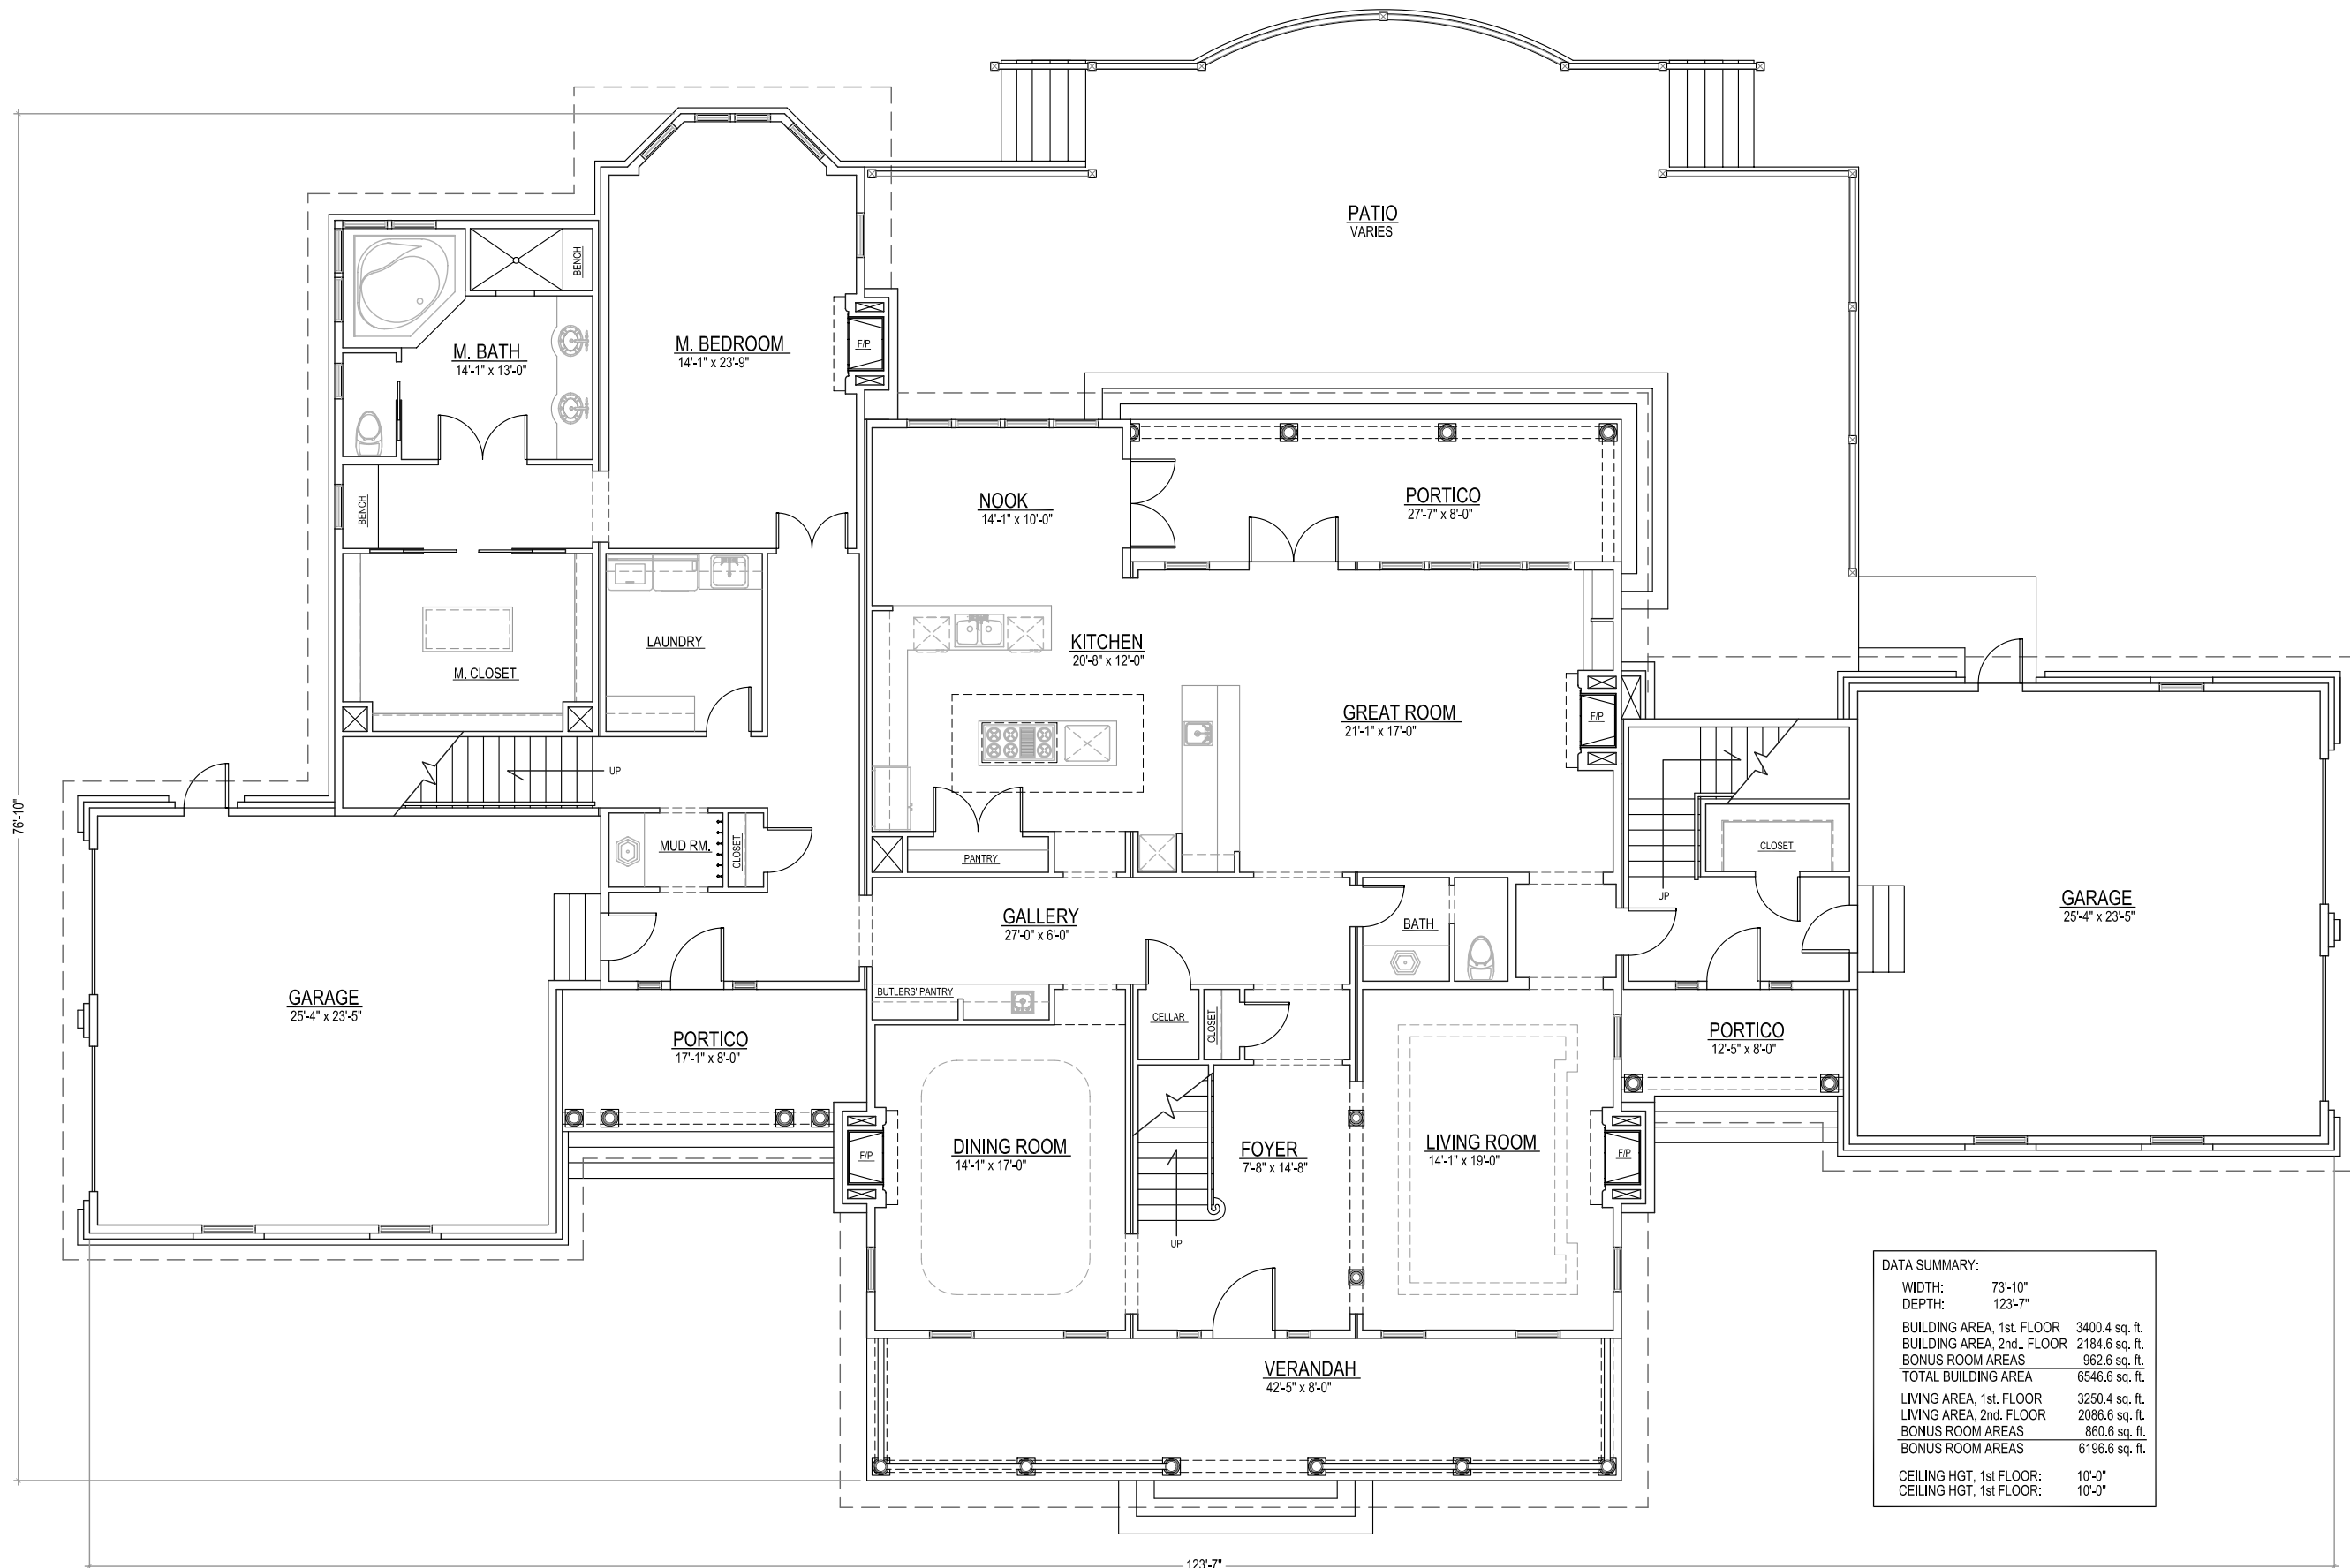 PATIO
VARIES
BENCH
M. BATH
14'-1" x 13'-0"
M. BEDROOM
14'-1" x 23'-9"
F/P
BENCH
NOOK
14'-1" x 10'-0"
PORTICO
27'-7" x 8'-0"
LAUNDRY
M. CLOSET
KITCHEN
20'-8" x 12'-0"
GREAT ROOM
21'-1" x 17'-0"
F/P
UP
76'-10"
MUD RM.
CLOSET
PANTRY
CLOSET
UP
GARAGE
25'-4" x 23'-5"
GALLERY
27'-0" x 6'-0"
BATH
GARAGE
25'-4" x 23'-5"
BUTLERS' PANTRY
CELLAR
CLOSET
PORTICO
17'-1" x 8'-0"
PORTICO
12'-5" x 8'-0"
F/P
DINING ROOM
14'-1" x 17'-0"
FOYER
7'-8" x 14'-8"
LIVING ROOM
14'-1" x 19'-0"
F/P
UP
VERANDAH
42'-5" x 8'-0"
DATA SUMMARY:
WIDTH: 73'-10"
DEPTH: 123'-7"
BUILDING AREA, 1st. FLOOR 3400.4 sq. ft.
BUILDING AREA, 2nd.. FLOOR 2184.6 sq. ft.
BONUS ROOM AREAS 962.6 sq. ft.
TOTAL BUILDING AREA 6546.6 sq. ft.
LIVING AREA, 1st. FLOOR 3250.4 sq. ft.
LIVING AREA, 2nd. FLOOR 2086.6 sq. ft.
BONUS ROOM AREAS 860.6 sq. ft.
BONUS ROOM AREAS 6196.6 sq. ft.
CEILING HGT, 1st FLOOR: 10'-0"
CEILING HGT, 1st FLOOR: 10'-0"
123'-7"